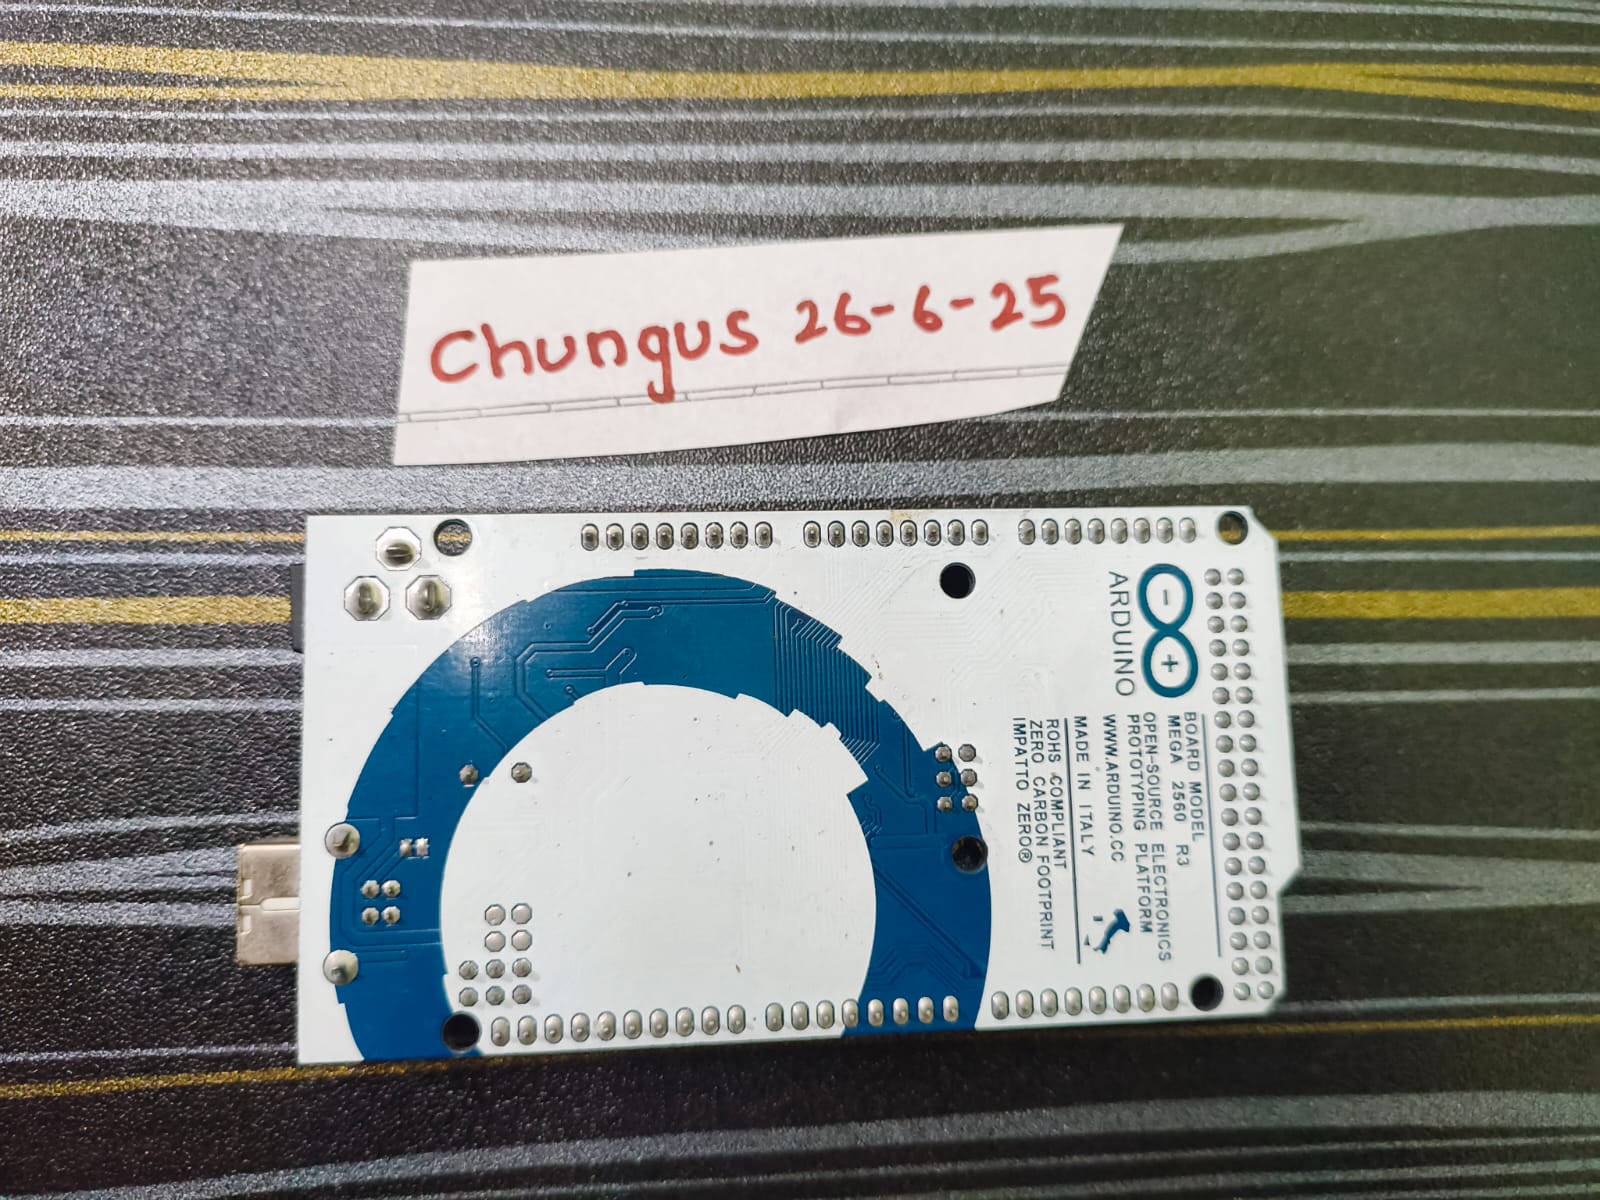 Chungus 26-6-25
ARDUINO
BOARD MODEL
MEGA 2560 R3
OPEN-SOURCE ELECTRONICS
PROTOTYPING PLATFORM
WWW.ARDUINO.CC
MADE IN ITALY
ROHS COMPLIANT
ZERO CARBON FOOTPRINT
IMPATTO ZERO®